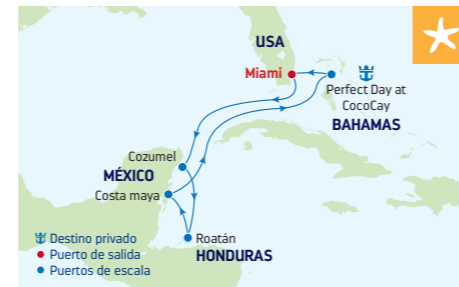 USA
Miami
Perfect Day at
CocoCay
BAHAMAS
Cozumel
MÉXICO
Costa maya
Roatán
HONDURAS
Destino privado
Puerto de salida
Puertos de escala